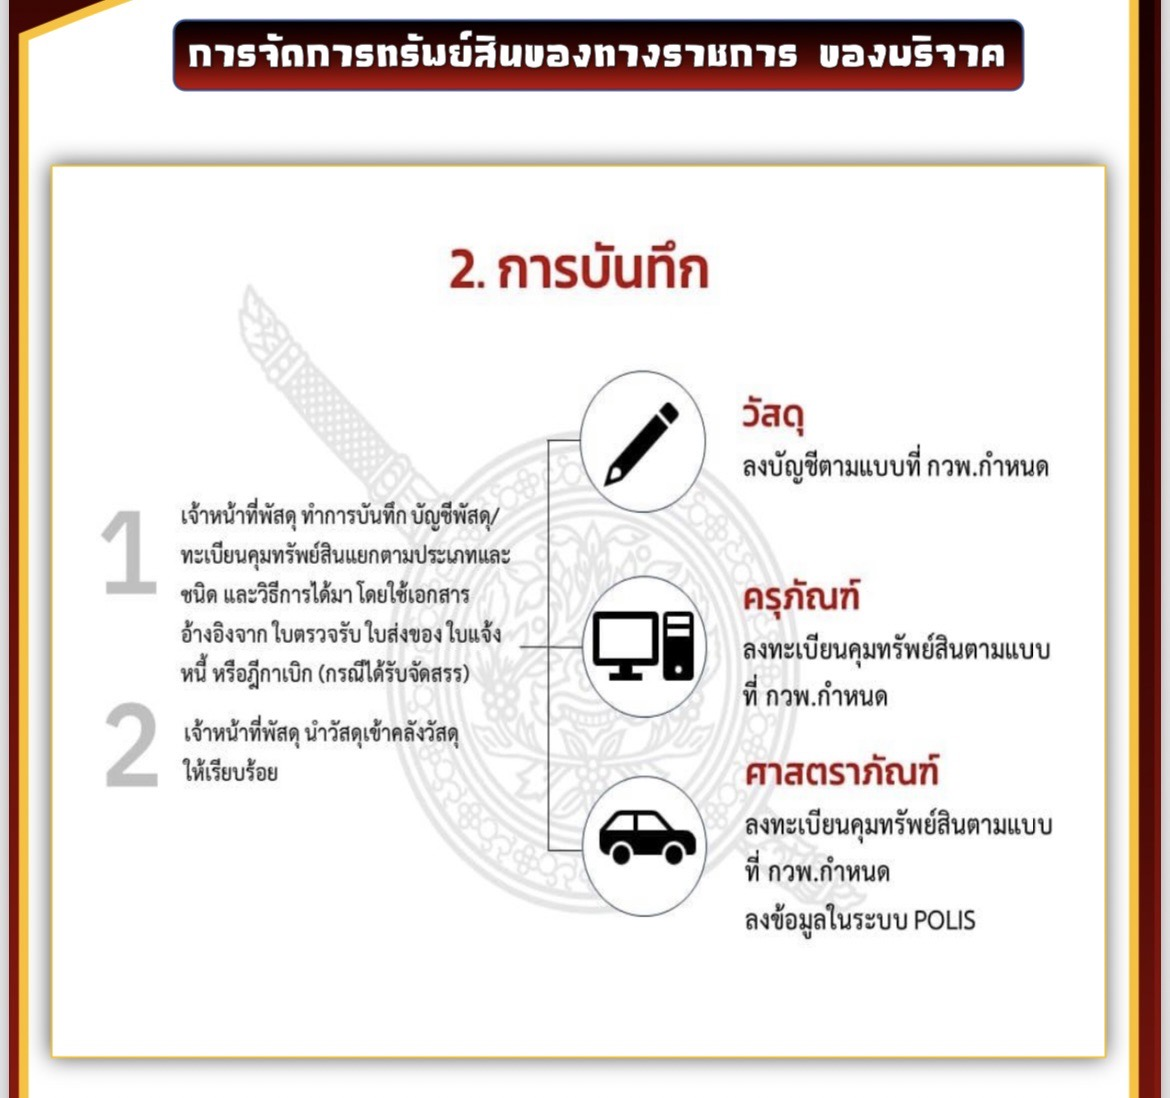 การจัดการทรัพย์สินของทางราชการ ของบริจาค
2. การบันทึก
1
เจ้าหน้าที่พัสดุ ทำการบันทึก บัญชีพัสดุ/
ทะเบียนคุมทรัพย์สินแยกตามประเภทและ
ชนิด และวิธีการได้มา โดยใช้เอกสาร
อ้างอิงจาก ใบตรวจรับ ใบส่งของ ใบแจ้ง
หนี้ หรือฎีกาเบิก (กรณีได้รับจัดสรร)
2
เจ้าหน้าที่พัสดุ นำวัสดุเข้าคลังวัสดุ
ให้เรียบร้อย
วัสดุ
ลงบัญชีตามแบบที่ กวพ.กำหนด
ครุภัณฑ์
ลงทะเบียนคุมทรัพย์สินตามแบบ
ที่ กวพ.กำหนด
ศาสตราภัณฑ์
ลงทะเบียนคุมทรัพย์สินตามแบบ
ที่ กวพ.กำหนด
ลงข้อมูลในระบบ POLIS